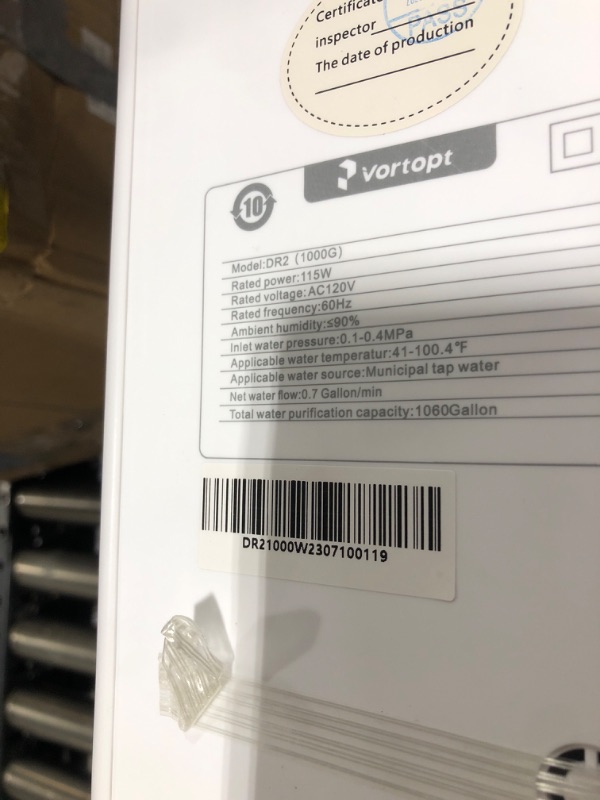 Certificate
inspector
PASS
The date of production
vortopt
10
Model:DR2 (1000G)
Rated power:115W
Rated voltage:AC120V
Rated frequency:60Hz
Ambient humidity:≤90%
Inlet water pressure:0.1-0.4MPa
Applicable water temperatur:41-100.4°F
Applicable water source:Municipal tap water
Net water flow:0.7 Gallon/min
Total water purification capacity:1060Gallon
DR21000W2307100119